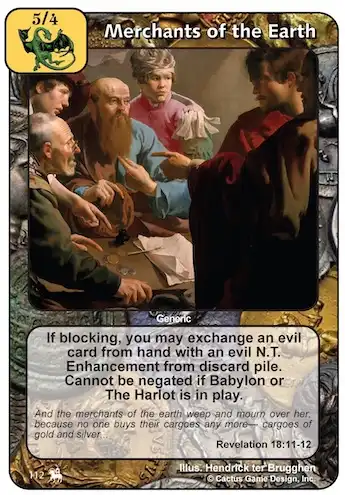 5/4
Merchants of the Earth
Generic
If blocking, you may exchange an evil
card from hand with an evil N.T.
Enhancement from discard pile.
Cannot be negated if Babylon or
The Harlot is in play.
And the merchants of the earth weep and mourn over her,
because no one buys their cargoes any more— cargoes
of gold and silver...
Revelation 18:11-12
112
Illus. Hendrick ter Brugghen
© Cactus Game Design, Inc.